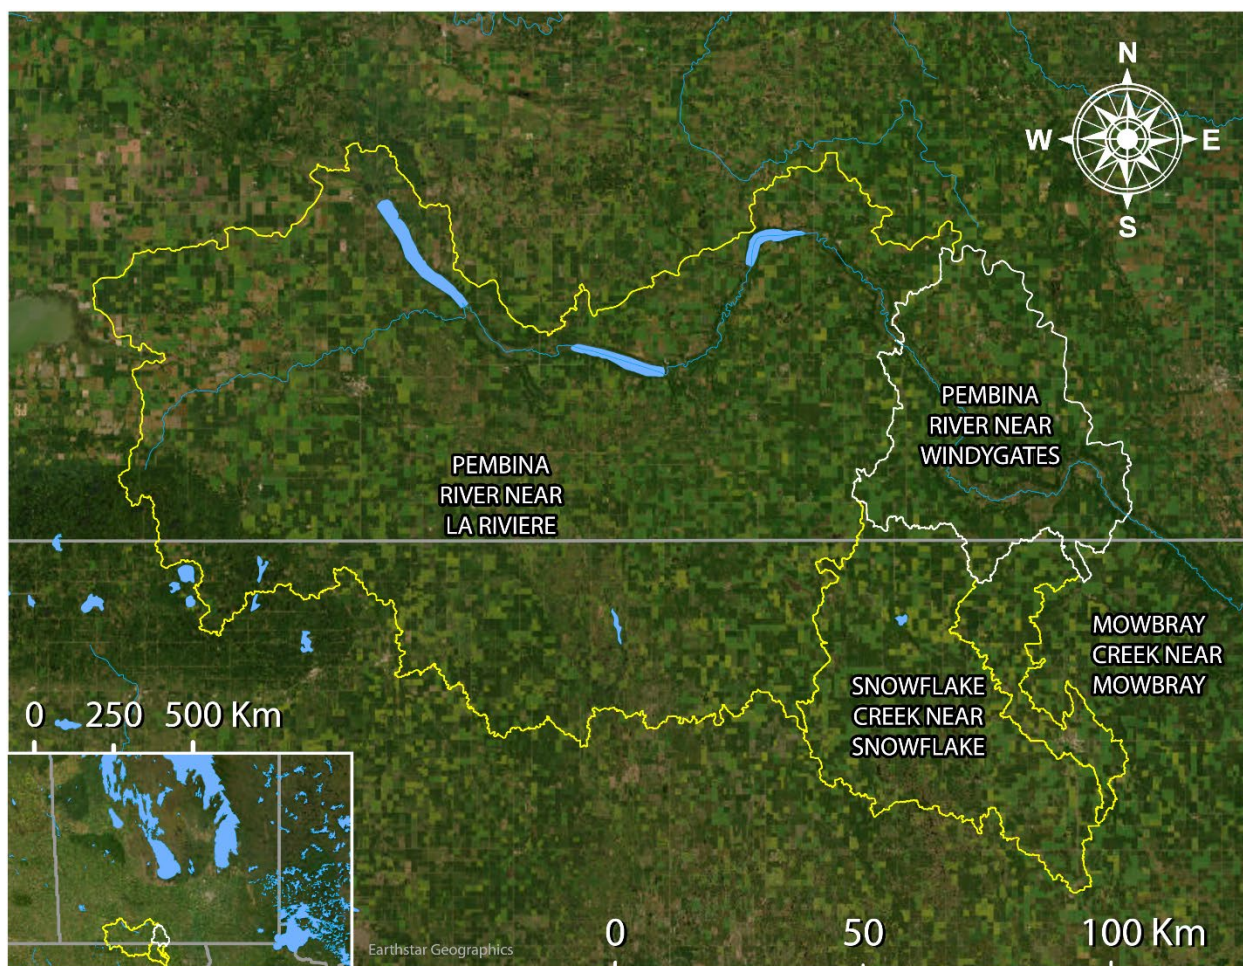 N
W
E
S
PEMBINA
RIVER NEAR
WINDYGATES
PEMBINA
RIVER NEAR
LA RIVIERE
MOWBRAY
CREEK NEAR
MOWBRAY
SNOWFLAKE
CREEK NEAR
SNOWFLAKE
0 250 500 Km
0 50 100 Km
Earthstar Geographics